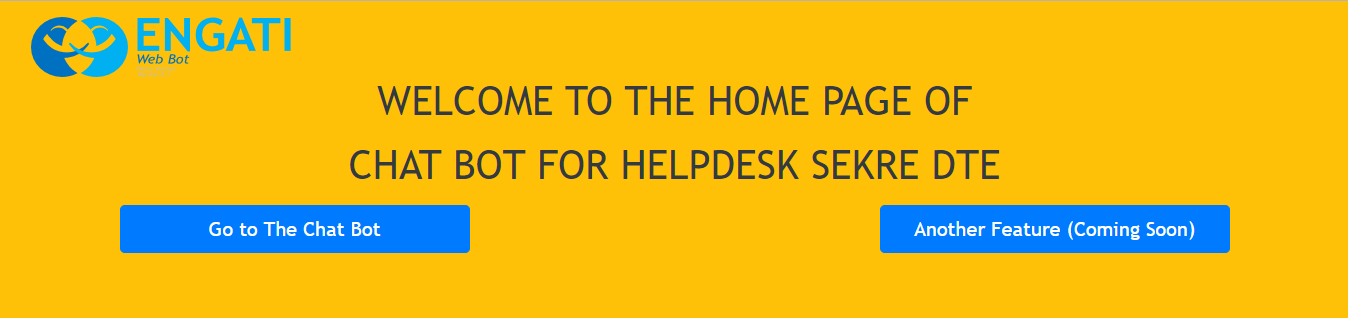 ENGATI
Web Bot
WELCOME TO THE HOME PAGE OF
CHAT BOT FOR HELPDESK SEKRE DTE
Go to The Chat Bot
Another Feature (Coming Soon)